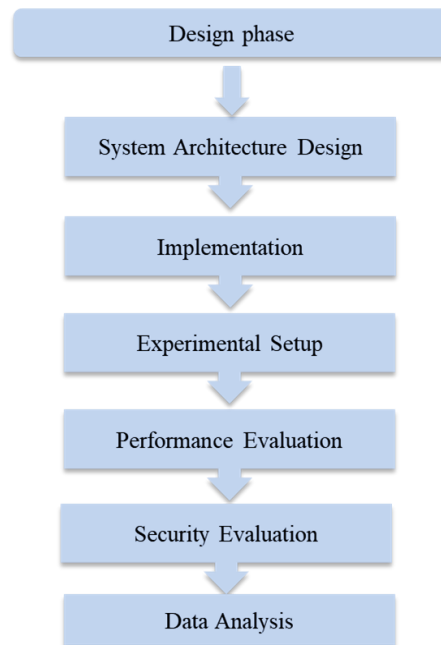 Design phase
System Architecture Design
Implementation
Experimental Setup
Performance Evaluation
Security Evaluation
Data Analysis